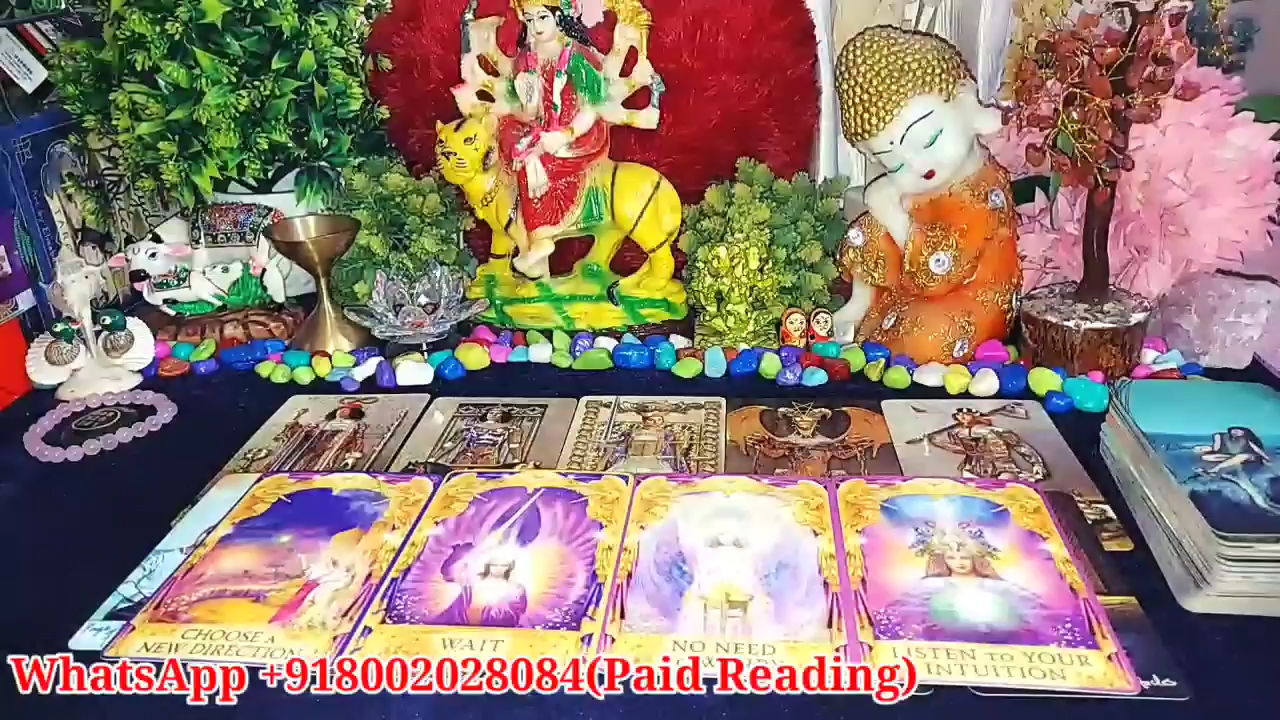 CHOOSE A
NEW DIRECTION
WAIT
NO NEED
LISTEN TO YOUR
INTUITION
WhatsApp +918002028084(Paid Reading)